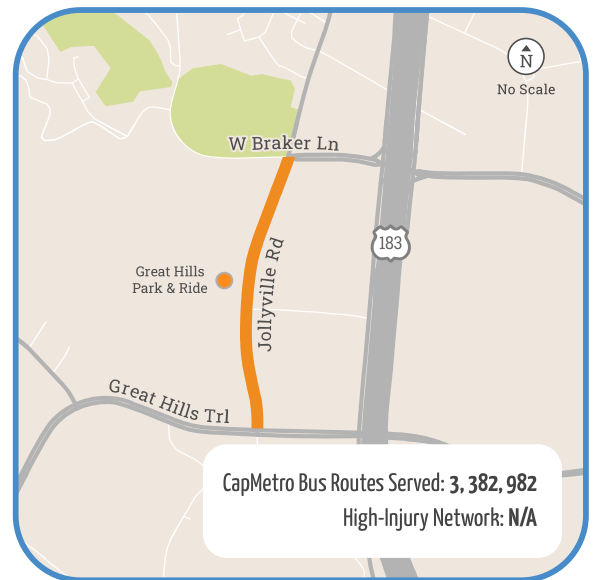 N
No Scale
W Braker Ln
183
Jollyville Rd
Great Hills
Park & Ride
Great Hills Trl
CapMetro Bus Routes Served: 3, 382, 982
High-Injury Network: N/A